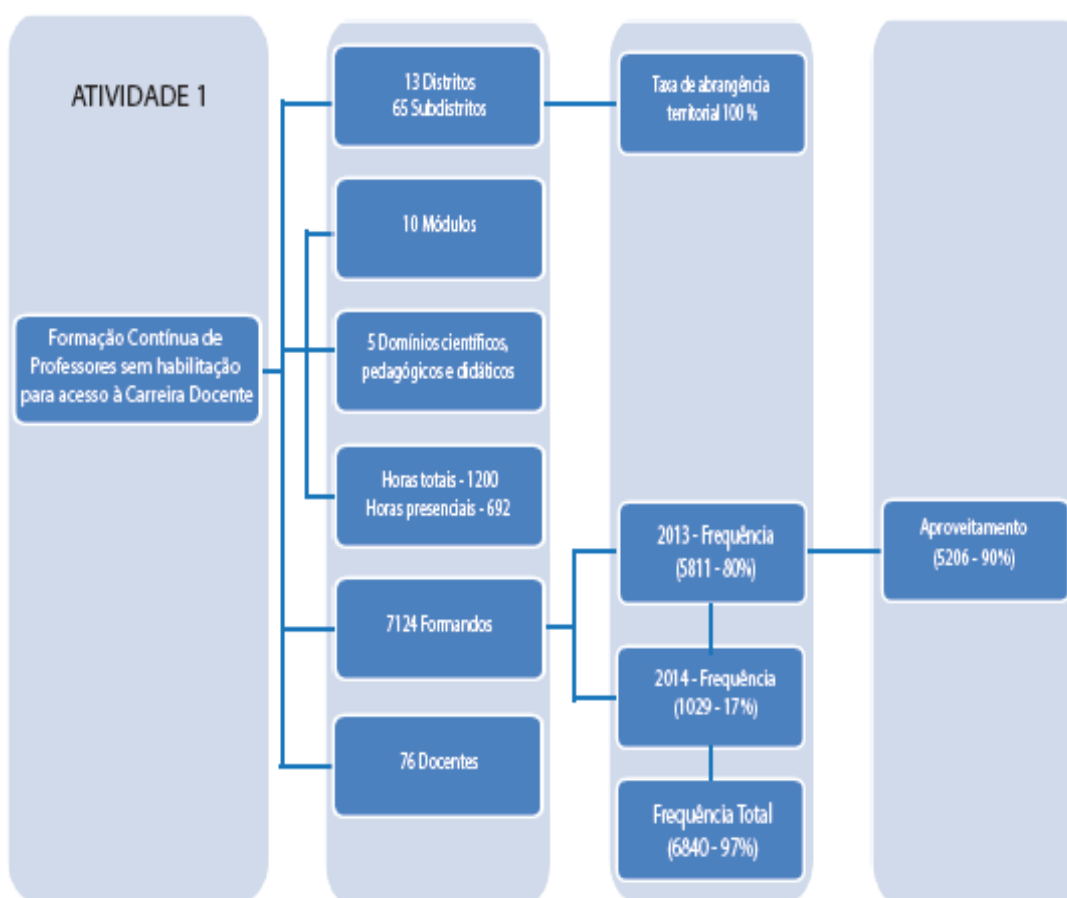 ATIVIDADE 1
Formação Contínua de
Professores sem habilitação
para acesso à Carreira Docente
13 Distritos
65 Subdistritos
10 Módulos
5 Domínios científicos,
pedagógicos e didáticos
Horas totais - 1200
Horas presenciais - 692
7124 Formandos
76 Docentes
Taxa de abrangência
territorial 100 %
2013 - Frequência
(5811 - 80%)
2014 - Frequência
(1029 - 17%)
Frequência Total
(6840 - 97%)
Aproveitamento
(5206 - 90%)